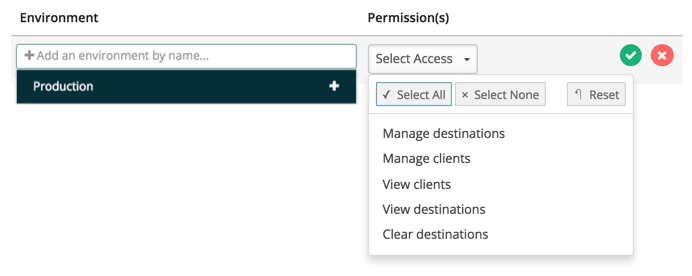 Environment
Permission(s)
Add an environment by name...
Select Access
Production
Select All
Select None
Reset
Manage destinations
Manage clients
View clients
View destinations
Clear destinations